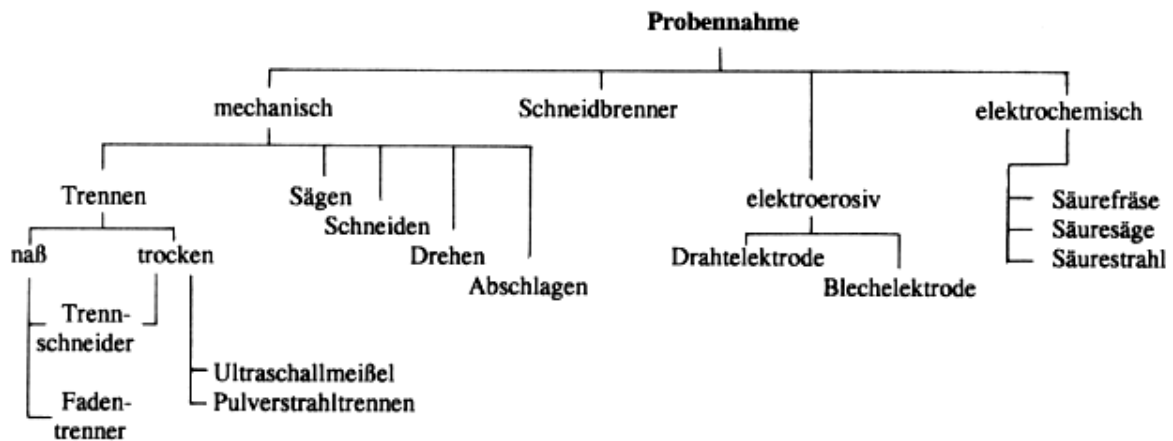 Probennahme
mechanisch
Schneidbrenner
elektrochemisch
Trennen
Sägen
Schneiden
Drehen
Abschlagen
elektroerosiv
Drahtelektrode
Blechelektrode
Säurefräse
Säuresäge
Säurestrahl
naß
trocken
Trenn-
schneider
Faden-
trenner
Ultraschallmeißel
Pulverstrahltrennen